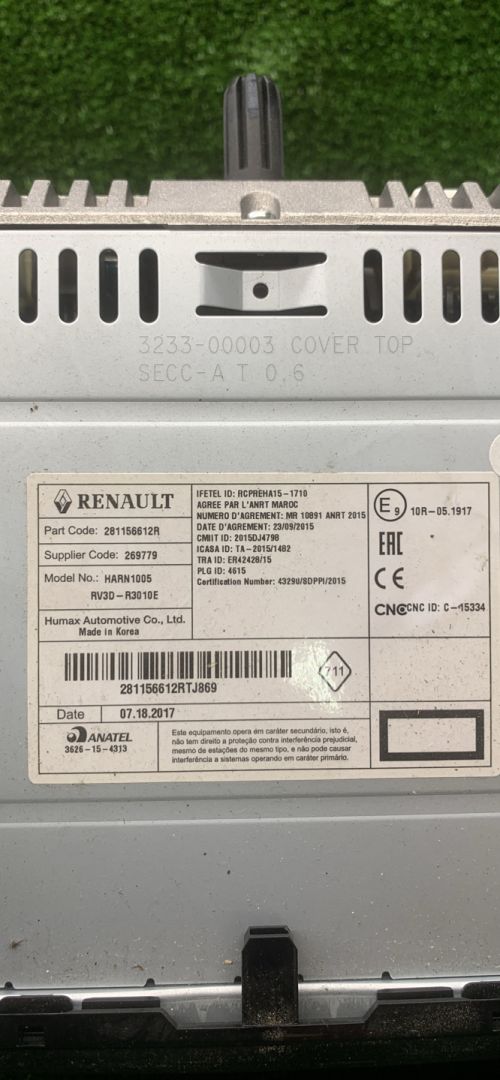 3233-00003 COVER TOP
SECC-A T 0.6
RENAULT
Part Code: 281156612R
Supplier Code: 269779
Model No.: HARN1005
RV3D-R3010E
Humax Automotive Co., Ltd.
Made in Korea
IFETEL ID: RCPREHA15-1710
AGREE PAR L'ANRT MAROC
NUMERO D'AGREMENT: MR 10891 ANRT 2015
DATE D'AGREMENT: 23/09/2015
CMIIT ID: 2015DJ4798
ICASA ID: TA-2015/1482
TRA ID: ER42428/15
PLG ID: 4615
Certification Number: 43290/SDPPI/2015
E9 10R-05.1917
EAC
CE
CNC CNC ID: C-15334
281156612RTJ869
711
Date 07.18.2017
ANATEL
3626-15-4313
Este equipamento opera em caráter secundário, isto é,
não tem direito a proteção contra interferência prejudicial,
mesmo de estações do mesmo tipo, e não pode causar
interferência a sistemas operando em caráter primário.